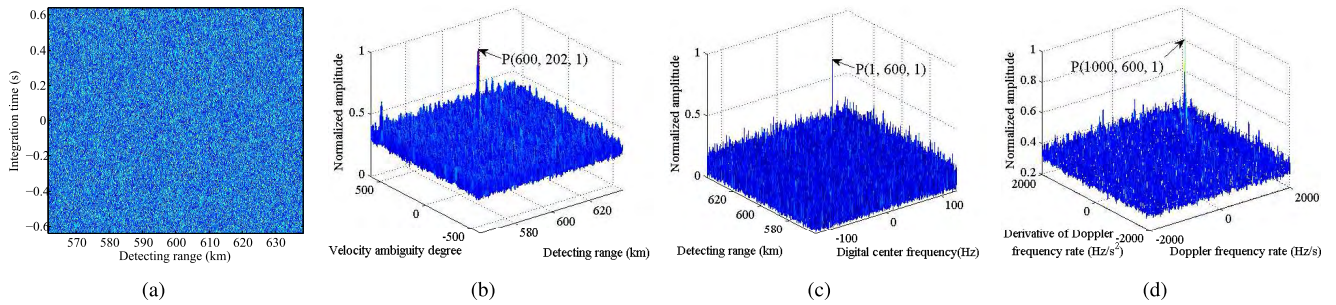 0.6
0.4
0.2
0
−0.2
−0.4
−0.6
Integration time (s)
570 580 590 600 610 620 630
Detecting range (km)
(a)
P(600, 202, 1)
1
0.5
0
Normalized amplitude
500
0
-500
Velocity ambiguity degree
580
600
620
Detecting range (km)
(b)
P(1, 600, 1)
1
0.5
0
Normalized amplitude
620
600
580
Detecting range (km)
-100
0
100
Digital center frequency(Hz)
(c)
P(1000, 600, 1)
1
0.8
0.6
0.4
0.2
Normalized amplitude
2000
0
-2000
Derivative of Doppler
frequency rate (Hz/s²)
-2000
0
2000
Doppler frequency rate (Hz/s)
(d)